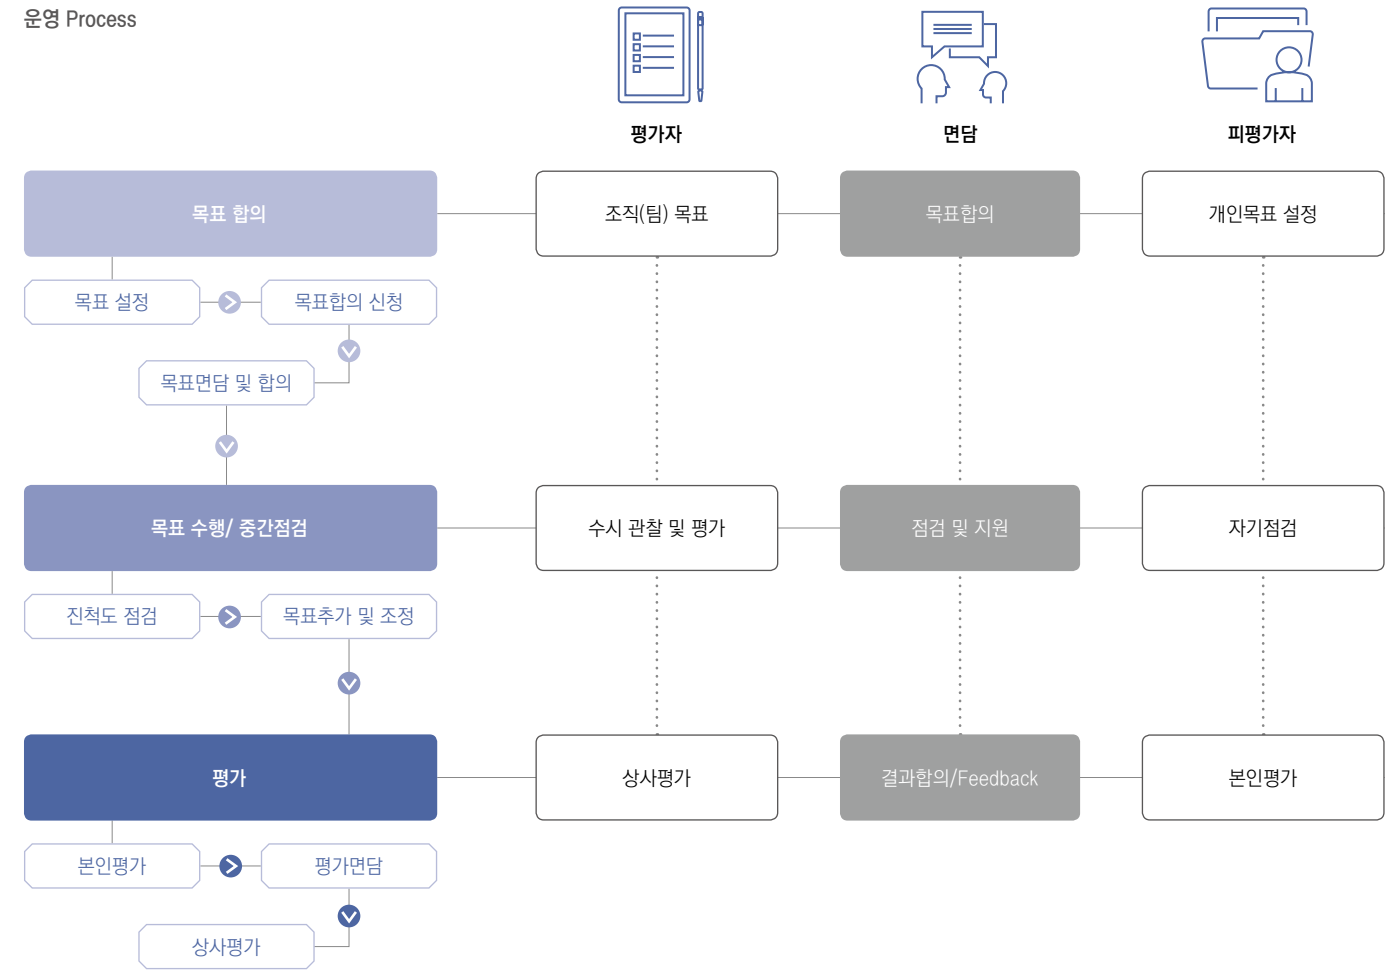 운영 Process
평가자
면담
피평가자
목표 합의
조직(팀) 목표
목표합의
개인목표 설정
목표 설정
목표합의 신청
목표면담 및 합의
목표 수행/ 중간점검
수시 관찰 및 평가
점검 및 지원
자기점검
진척도 점검
목표추가 및 조정
평가
상사평가
결과합의/Feedback
본인평가
본인평가
평가면담
상사평가